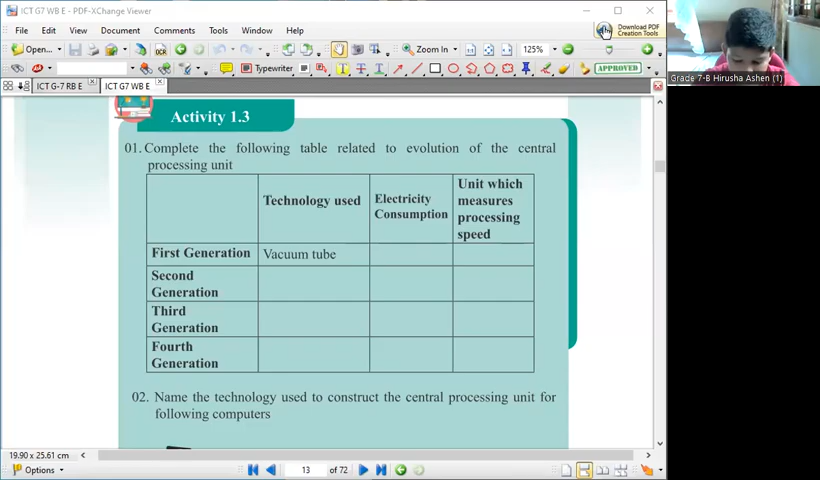 ICT G7 WB E - PDF-XChange Viewer
File Edit View Document Comments Tools Window Help
Download PDF
Creation Tools
Open... OCR Zoom In 125%
Typewriter T T T APPROVED
ICT G-7 RB E ICT G7 WB E
Grade 7-B Hirusha Ashen (1)
Activity 1.3
01. Complete the following table related to evolution of the central
processing unit
Technology used Electricity Consumption Unit which measures processing speed
First Generation Vacuum tube
Second Generation
Third Generation
Fourth Generation
02. Name the technology used to construct the central processing unit for
following computers
19.90 x 25.61 cm
Options 13 of 72